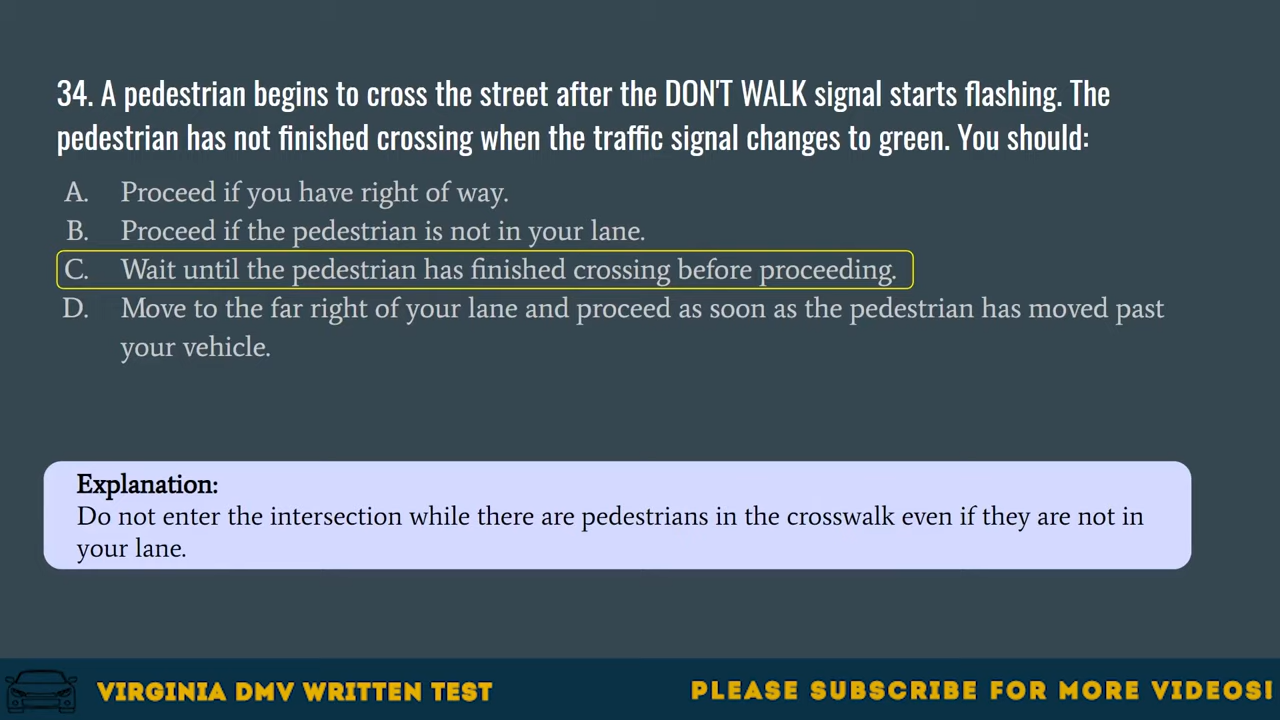 34. A pedestrian begins to cross the street after the DON'T WALK signal starts flashing. The
pedestrian has not finished crossing when the traffic signal changes to green. You should:
A. Proceed if you have right of way.
B. Proceed if the pedestrian is not in your lane.
C. Wait until the pedestrian has finished crossing before proceeding.
D. Move to the far right of your lane and proceed as soon as the pedestrian has moved past
your vehicle.
Explanation:
Do not enter the intersection while there are pedestrians in the crosswalk even if they are not in
your lane.
VIRGINIA DMV WRITTEN TEST
PLEASE SUBSCRIBE FOR MORE VIDEOS!